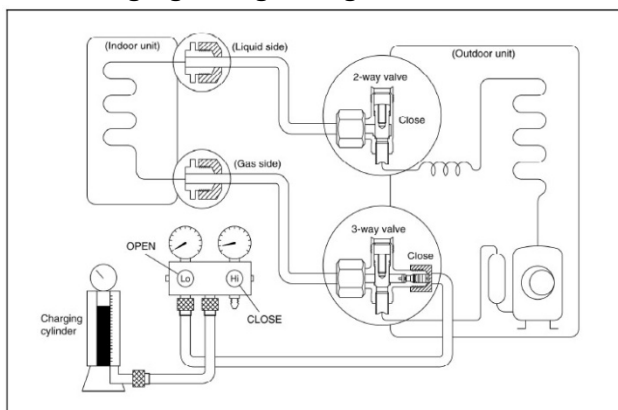 (Indoor unit)
(Liquid side)
(Outdoor unit)
2-way valve
Close
(Gas side)
3-way valve
Close
OPEN
Lo
Hi
CLOSE
Charging
cylinder